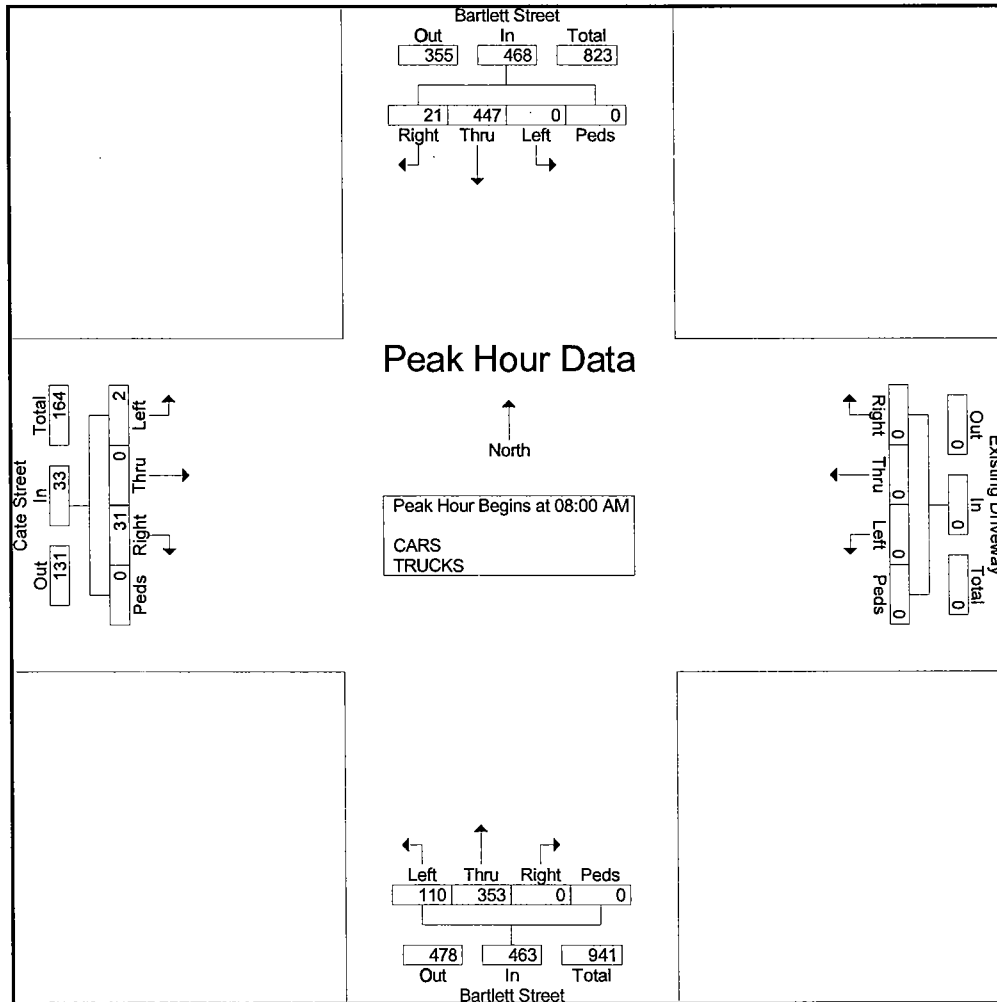 Bartlett Street
Out In Total
355 468 823
21 447 0 0
Right Thru Left Peds
Peak Hour Data
North
Peak Hour Begins at 08:00 AM
CARS
TRUCKS
Cate Street
Out In Total
131 33 164
2 0 31 0
Left Thru Right Peds
Right Thru Left Peds
0 0 0 0
Out In Total
0 0 0
Existing Driveway
Left Thru Right Peds
110 353 0 0
478 463 941
Out In Total
Bartlett Street